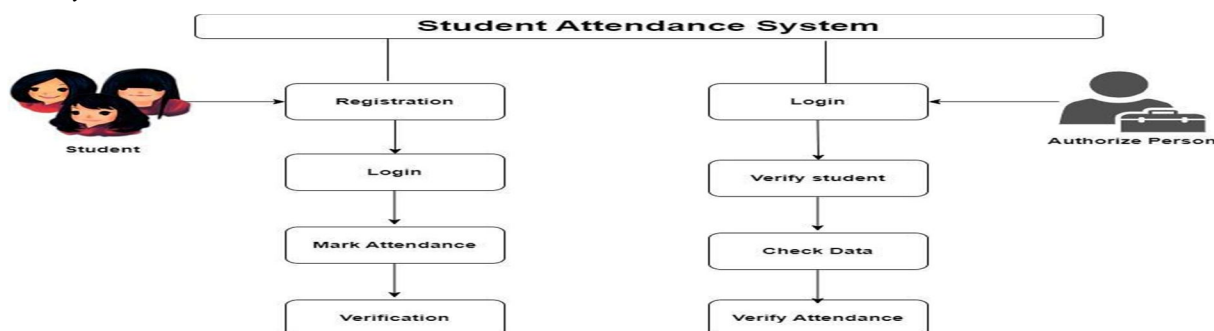 Student Attendance System
Registration
Login
Student
Authorize Person
Login
Verify student
Mark Attendance
Check Data
Verification
Verify Attendance